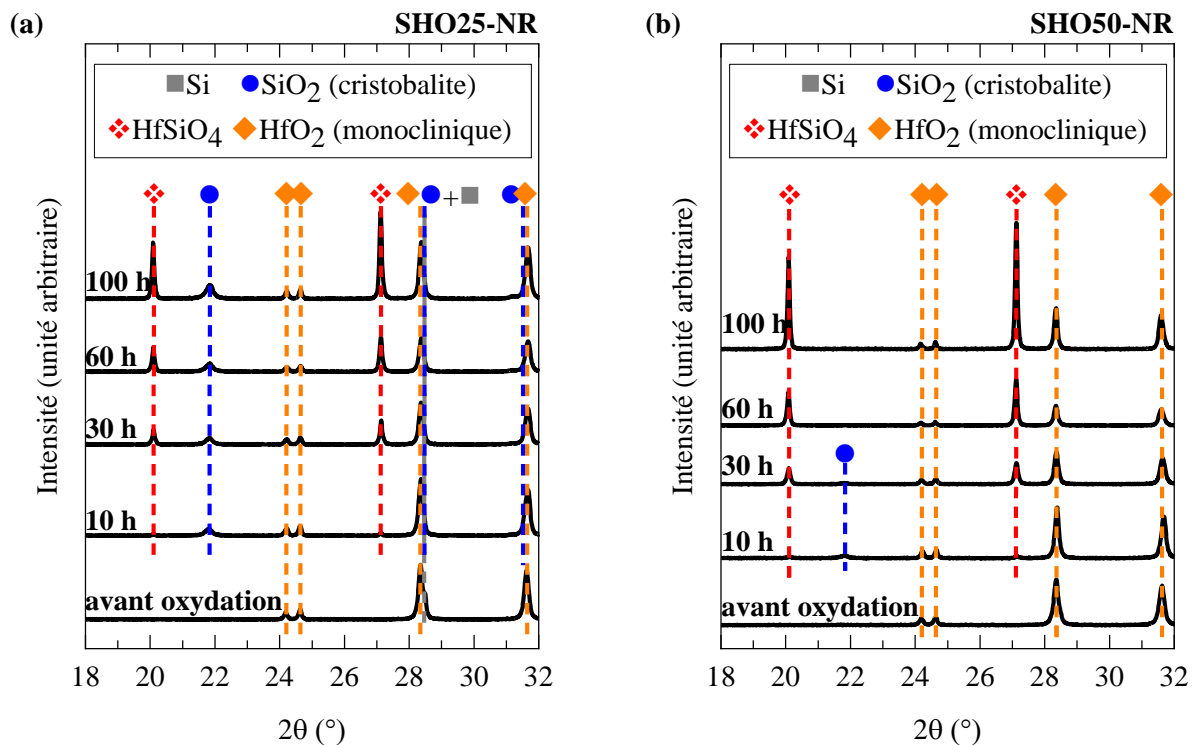 (a)
SHO25-NR
Si
SiO2 (cristobalite)
HfSiO4
HfO2 (monoclinique)
+
100 h
60 h
30 h
10 h
avant oxydation
Intensité (unité arbitraire)
18 20 22 24 26 28 30 32
2θ (°)
(b)
SHO50-NR
Si
SiO2 (cristobalite)
HfSiO4
HfO2 (monoclinique)
100 h
60 h
30 h
10 h
avant oxydation
Intensité (unité arbitraire)
18 20 22 24 26 28 30 32
2θ (°)